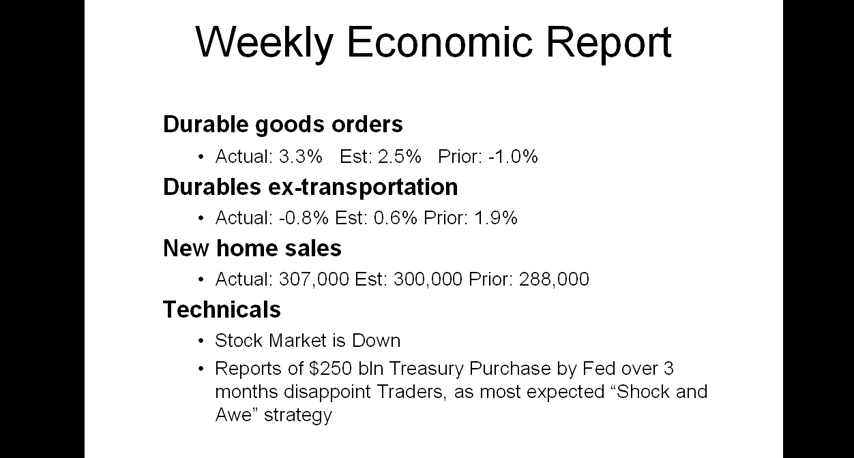 Weekly Economic Report
Durable goods orders
• Actual: 3.3% Est: 2.5% Prior: -1.0%
Durables ex-transportation
• Actual: -0.8% Est: 0.6% Prior: 1.9%
New home sales
• Actual: 307,000 Est: 300,000 Prior: 288,000
Technicals
• Stock Market is Down
• Reports of $250 bln Treasury Purchase by Fed over 3
months disappoint Traders, as most expected “Shock and
Awe” strategy